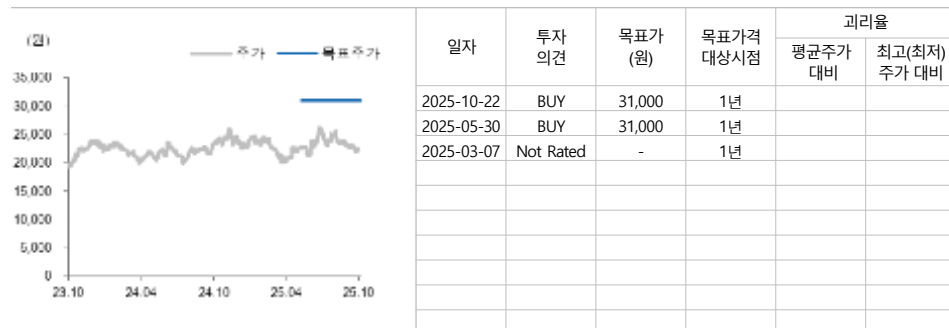 (원)
주가 목표주가
35,000
30,000
25,000
20,000
15,000
10,000
5,000
0
23.10 24.04 24.10 25.04 25.10
일자 투자의견 목표가(원) 목표가격 대상시점 괴리율
평균주가 대비 최고(최저) 주가 대비
2025-10-22 BUY 31,000 1년
2025-05-30 BUY 31,000 1년
2025-03-07 Not Rated - 1년